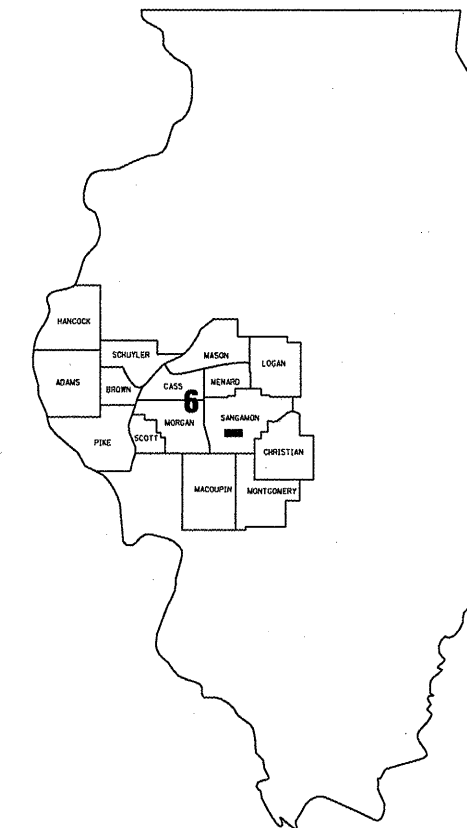 HANCOCK
SCHUYLER
MASON
LOGAN
ADAMS
BROWN
CASS
MENARD
6
SANGAMON
PIKE
SCOTT
MORGAN
CHRISTIAN
MACOUPIN
MONTGOMERY